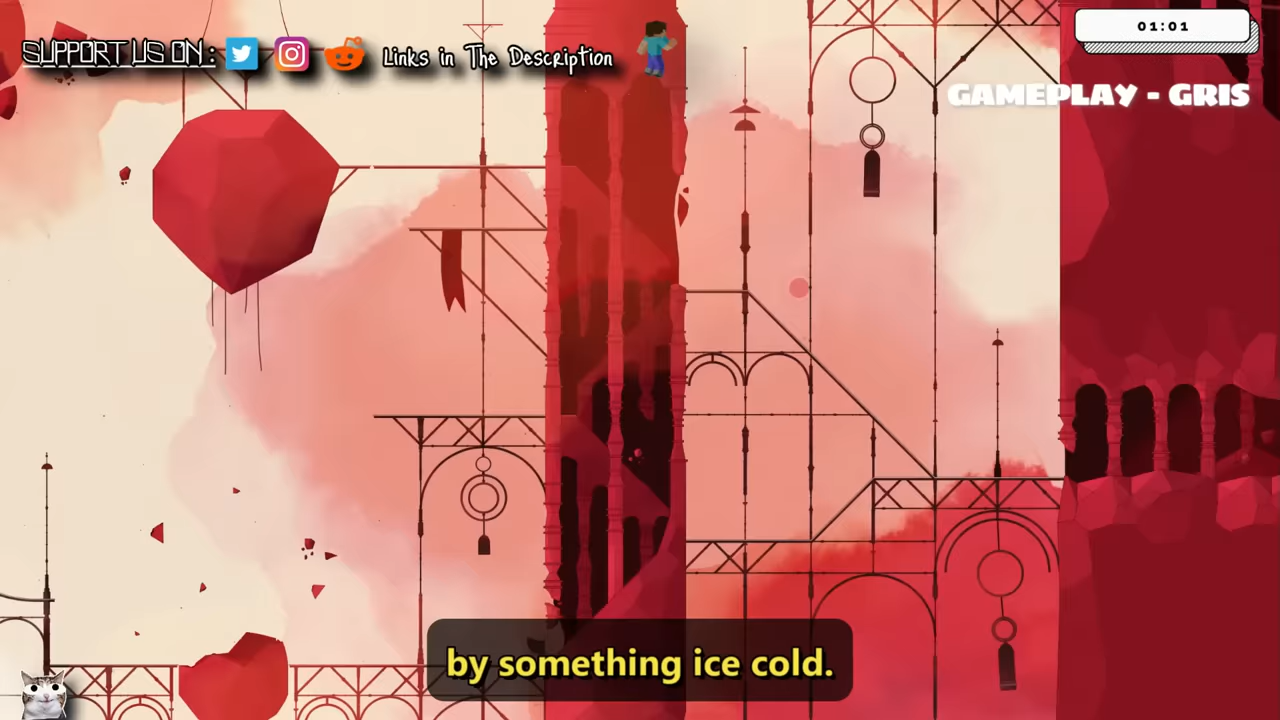 SUPPORT US ON :
Links in The Description
01:01
GAMEPLAY - GRIS
by something ice cold.